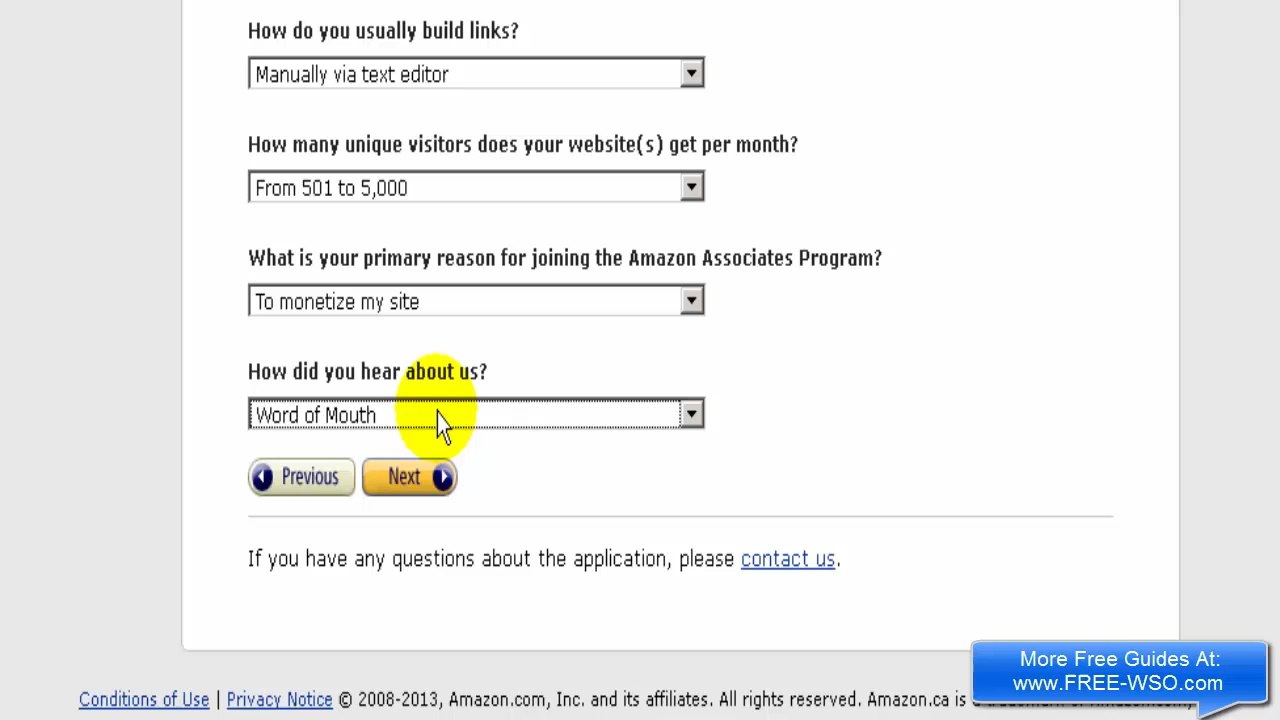 How do you usually build links?
Manually via text editor
How many unique visitors does your website(s) get per month?
From 501 to 5,000
What is your primary reason for joining the Amazon Associates Program?
To monetize my site
How did you hear about us?
Word of Mouth
Previous Next
If you have any questions about the application, please contact us.
More Free Guides At:
www.FREE-WSO.com
Conditions of Use | Privacy Notice © 2008-2013, Amazon.com, Inc. and its affiliates. All rights reserved. Amazon.ca is a trademark of Amazon.com,